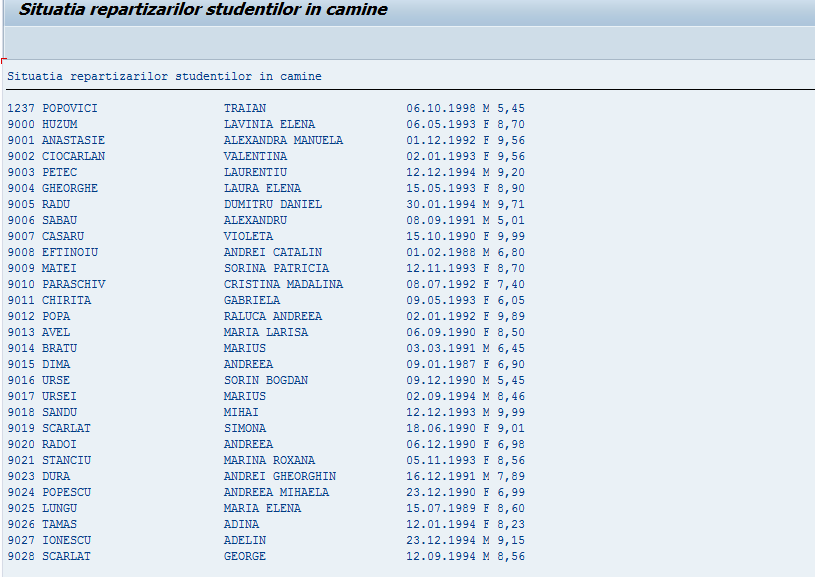 Situatia repartizarilor studentilor in camine
Situatia repartizarilor studentilor in camine
1237 POPOVICI TRAIAN 06.10.1998 M 5,45
9000 HUZUM LAVINIA ELENA 06.05.1993 F 8,70
9001 ANASTASIE ALEXANDRA MANUELA 01.12.1992 F 9,56
9002 CIOCARLAN VALENTINA 02.01.1993 F 9,56
9003 PETEC LAURENTIU 12.12.1994 M 9,20
9004 GHEORGHE LAURA ELENA 15.05.1993 F 8,90
9005 RADU DUMITRU DANIEL 30.01.1994 M 9,71
9006 SABAU ALEXANDRU 08.09.1991 M 5,01
9007 CASARU VIOLETA 15.10.1990 F 9,99
9008 EFTINOIU ANDREI CATALIN 01.02.1988 M 6,80
9009 MATEI SORINA PATRICIA 12.11.1993 F 8,70
9010 PARASCHIV CRISTINA MADALINA 08.07.1992 F 7,40
9011 CHIRITA GABRIELA 09.05.1993 F 6,05
9012 POPA RALUCA ANDREEA 02.01.1992 F 9,89
9013 AVEL MARIA LARISA 06.09.1990 F 8,50
9014 BRATU MARIUS 03.03.1991 M 6,45
9015 DIMA ANDREEA 09.01.1987 F 6,90
9016 URSE SORIN BOGDAN 09.12.1990 M 5,45
9017 URSEI MARIUS 02.09.1994 M 8,46
9018 SANDU MIHAI 12.12.1993 M 9,99
9019 SCARLAT SIMONA 18.06.1990 F 9,01
9020 RADOI ANDREEA 06.12.1990 F 6,98
9021 STANCIU MARINA ROXANA 05.11.1993 F 8,56
9023 DURA ANDREI GHEORGHIN 16.12.1991 M 7,89
9024 POPESCU ANDREEA MIHAELA 23.12.1990 F 6,99
9025 LUNGU MARIA ELENA 15.07.1989 F 8,60
9026 TAMAS ADINA 12.01.1994 F 8,23
9027 IONESCU ADELIN 23.12.1994 M 9,15
9028 SCARLAT GEORGE 12.09.1994 M 8,56